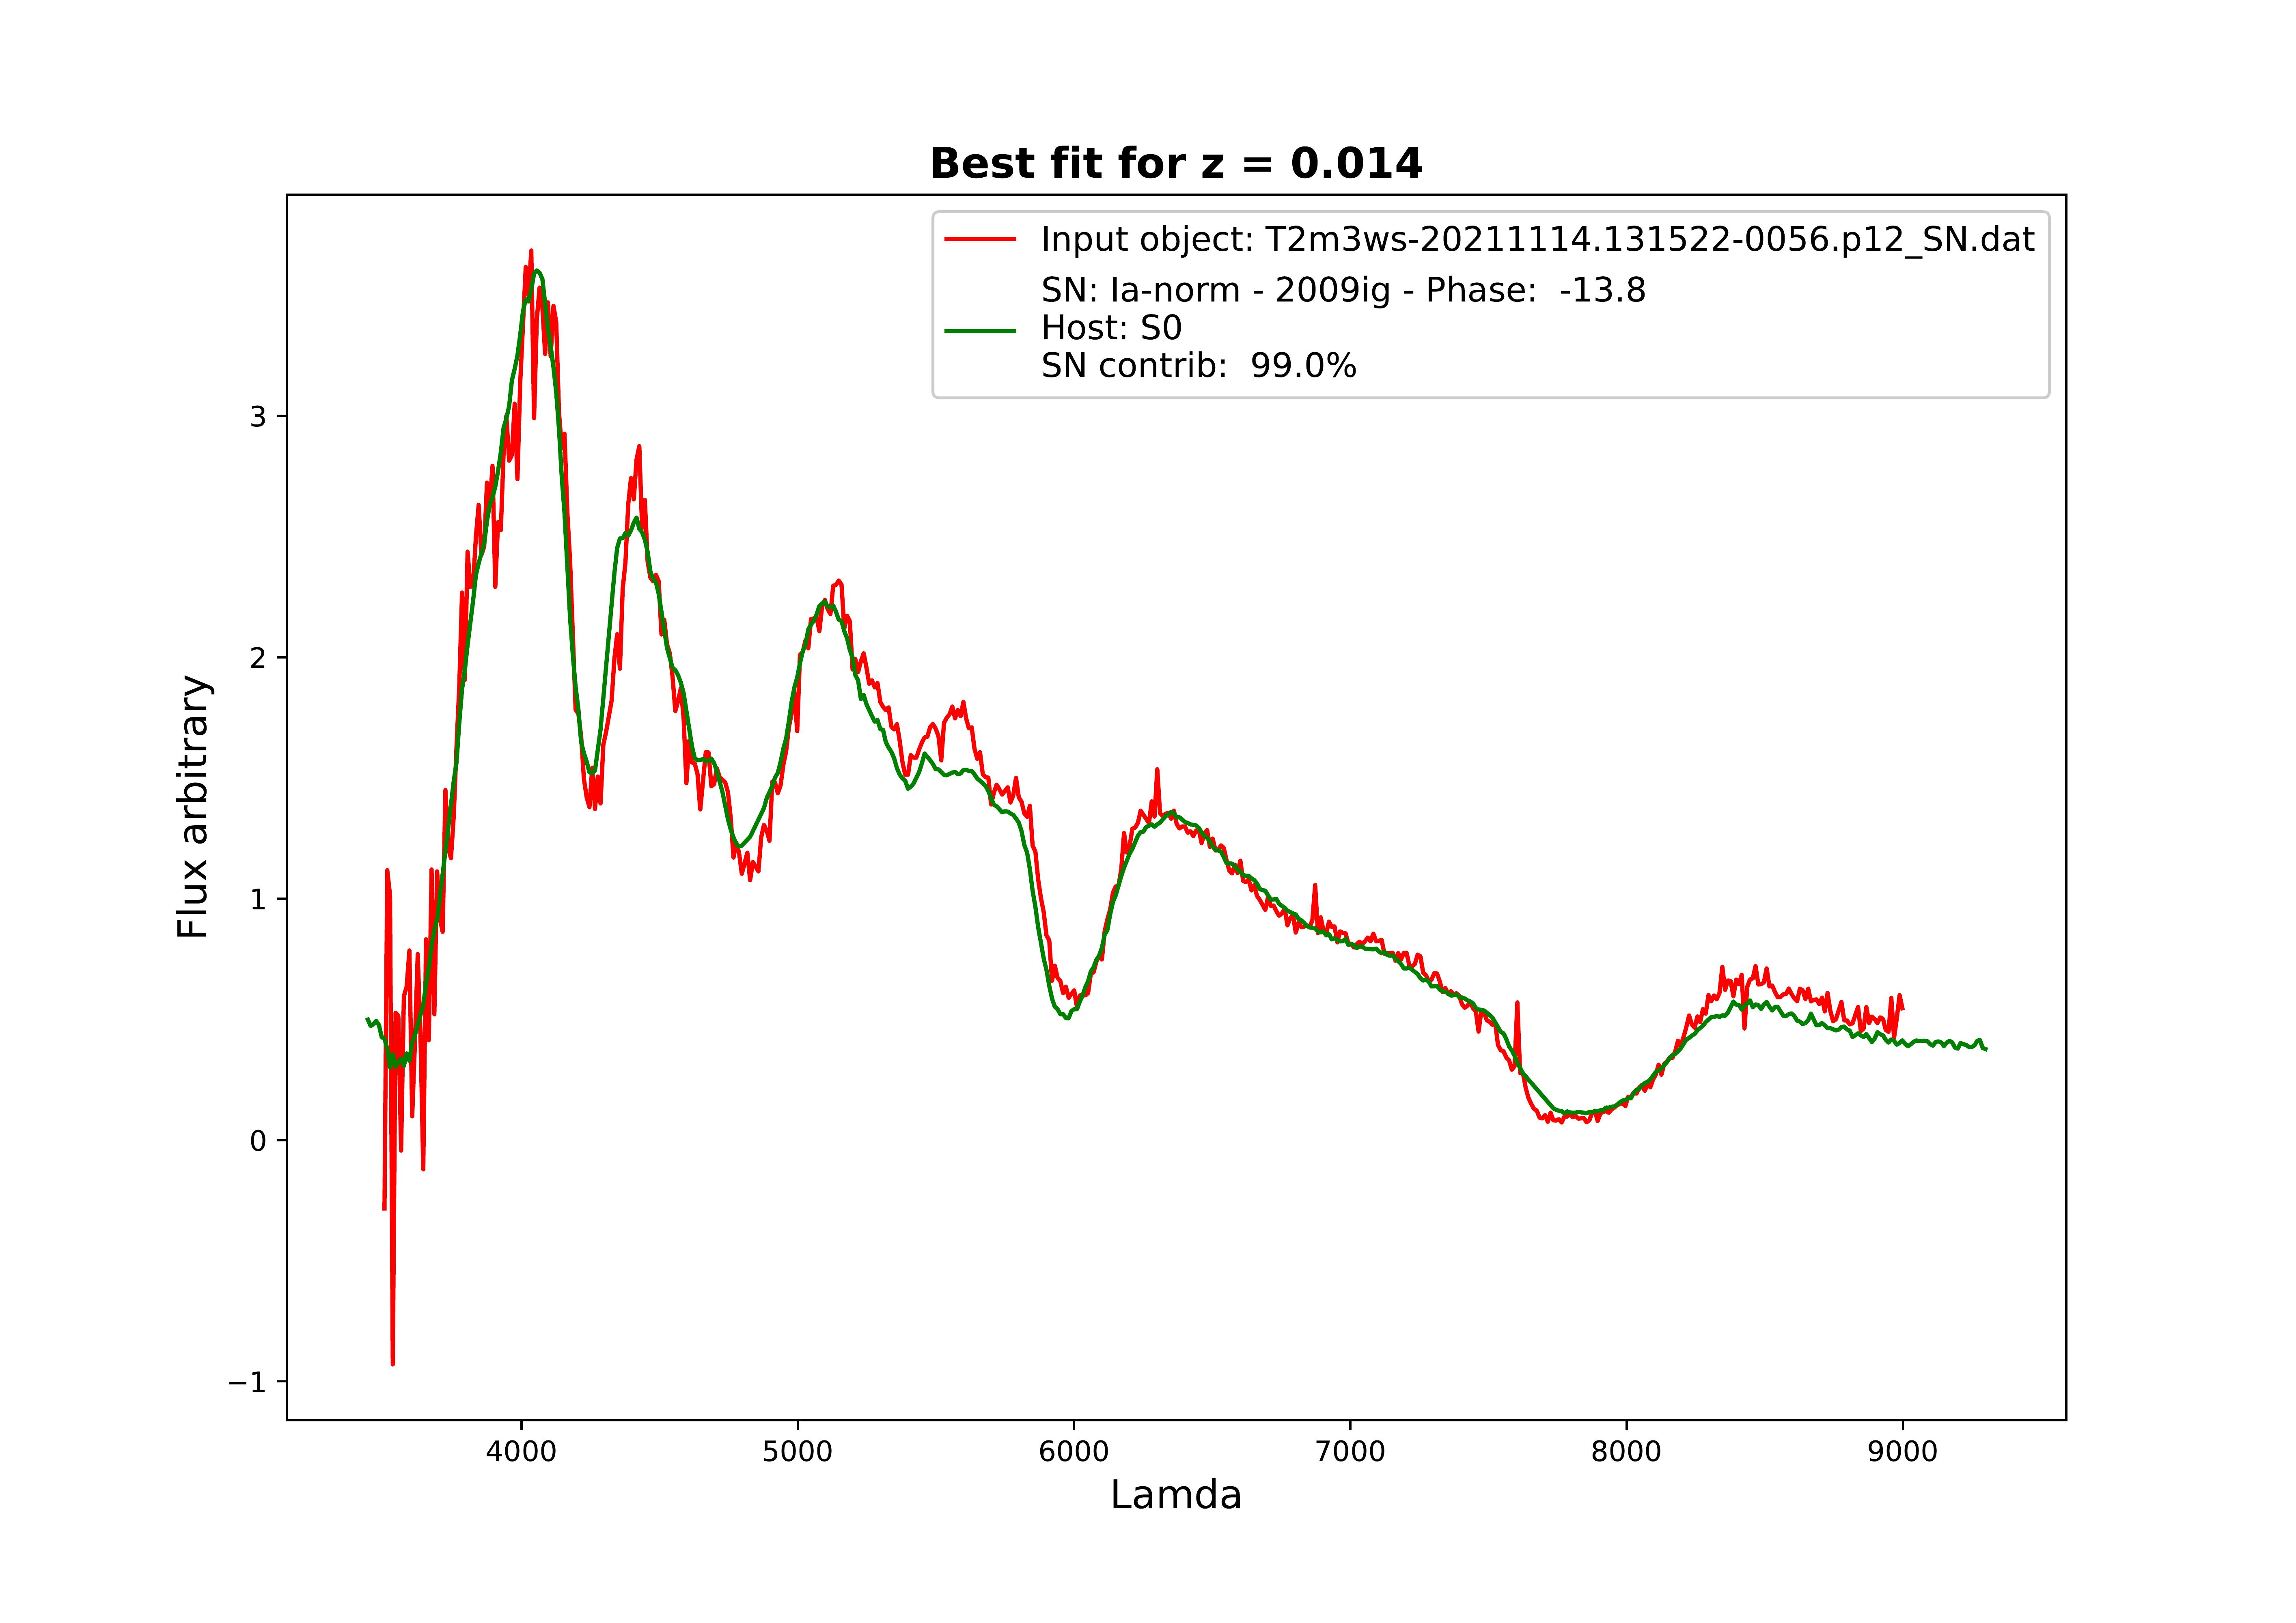 Best fit for z = 0.014
Input object: T2m3ws-20211114.131522-0056.p12_SN.dat
SN: Ia-norm - 2009ig - Phase:  -13.8
Host: S0
SN contrib:  99.0%
Flux arbitrary
3
2
1
0
−1
4000 5000 6000 7000 8000 9000
Lamda